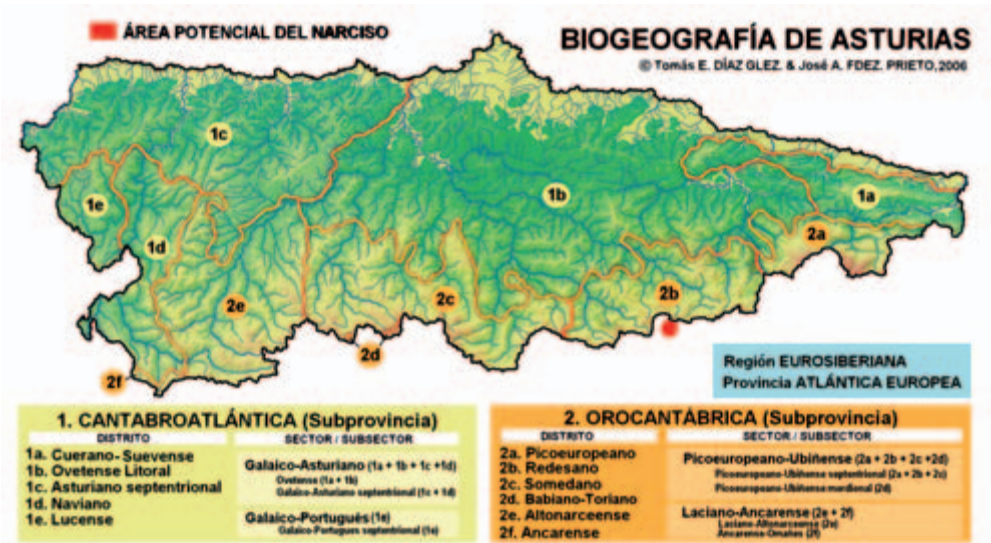 ÁREA POTENCIAL DEL NARCISO
BIOGEOGRAFÍA DE ASTURIAS
© Tomás E. DÍAZ GLEZ. & José A. FDEZ. PRIETO, 2006
1c
1e
1b
1a
1d
2a
2e
2c
2b
2d
2f
Región EUROSIBERIANA
Provincia ATLÁNTICA EUROPEA
1. CANTABROATLÁNTICA (Subprovincia)
DISTRITO
SECTOR / SUBSECTOR
1a. Cuerano-Suevense
1b. Ovetense Litoral
1c. Asturiano septentrional
1d. Naviano
1e. Lucense
Galaico-Asturiano (1a + 1b + 1c +1d)
Ovetense (1a + 1b)
Galaico-Asturiano septentrional (1c + 1d)
Galaico-Portugués (1e)
Galaico-Portugues septentrional (1e)
2. OROCANTÁBRICA (Subprovincia)
DISTRITO
SECTOR / SUBSECTOR
2a. Picoeuropeano
2b. Redesano
2c. Somedano
2d. Babiano-Toriano
2e. Altonarceense
2f. Ancarense
Picoeuropeano-Ubiñense (2a + 2b + 2c +2d)
Picoeuropeano-Ubiñense septentrional (2a + 2b + 2c)
Picoeuropeano-Ubiñense meridional (2d)
Laciano-Ancarense (2e + 2f)
Laciano-Altonarceense (2e)
Ancarense-Omañes (2f)